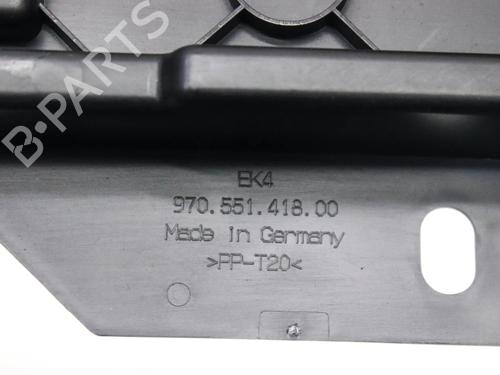 B-PARTS
EK4
970.551.418.00
Made in Germany
>PP-T20<